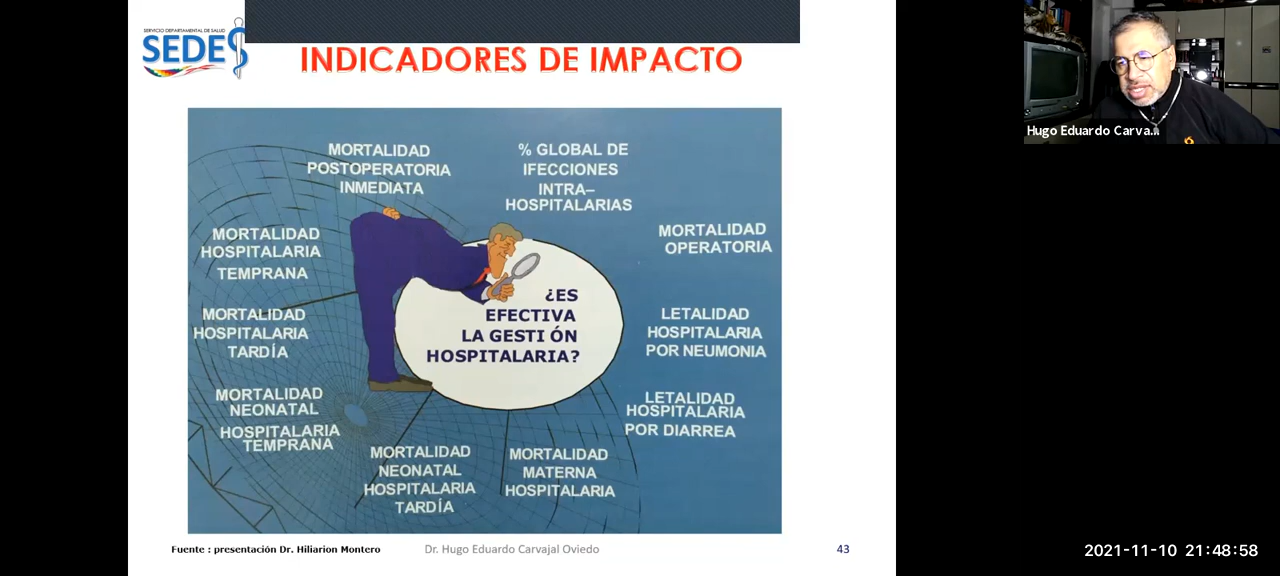 SERVICIO DEPARTAMENTAL DE SALUD
SEDES
INDICADORES DE IMPACTO
MORTALIDAD
POSTOPERATORIA
INMEDIATA
% GLOBAL DE
IFECCIONES
INTRA–
HOSPITALARIAS
MORTALIDAD
OPERATORIA
MORTALIDAD
HOSPITALARIA
TEMPRANA
¿ES
EFECTIVA
LA GESTI ÓN
HOSPITALARIA?
MORTALIDAD
HOSPITALARIA
TARDÍA
LETALIDAD
HOSPITALARIA
POR NEUMONIA
MORTALIDAD
NEONATAL
HOSPITALARIA
TEMPRANA
LETALIDAD
HOSPITALARIA
POR DIARREA
MORTALIDAD
NEONATAL
HOSPITALARIA
TARDÍA
MORTALIDAD
MATERNA
HOSPITALARIA
Fuente : presentación Dr. Hiliarion Montero
Dr. Hugo Eduardo Carvajal Oviedo
43
Hugo Eduardo Carva...
2021-11-10 21:48:58